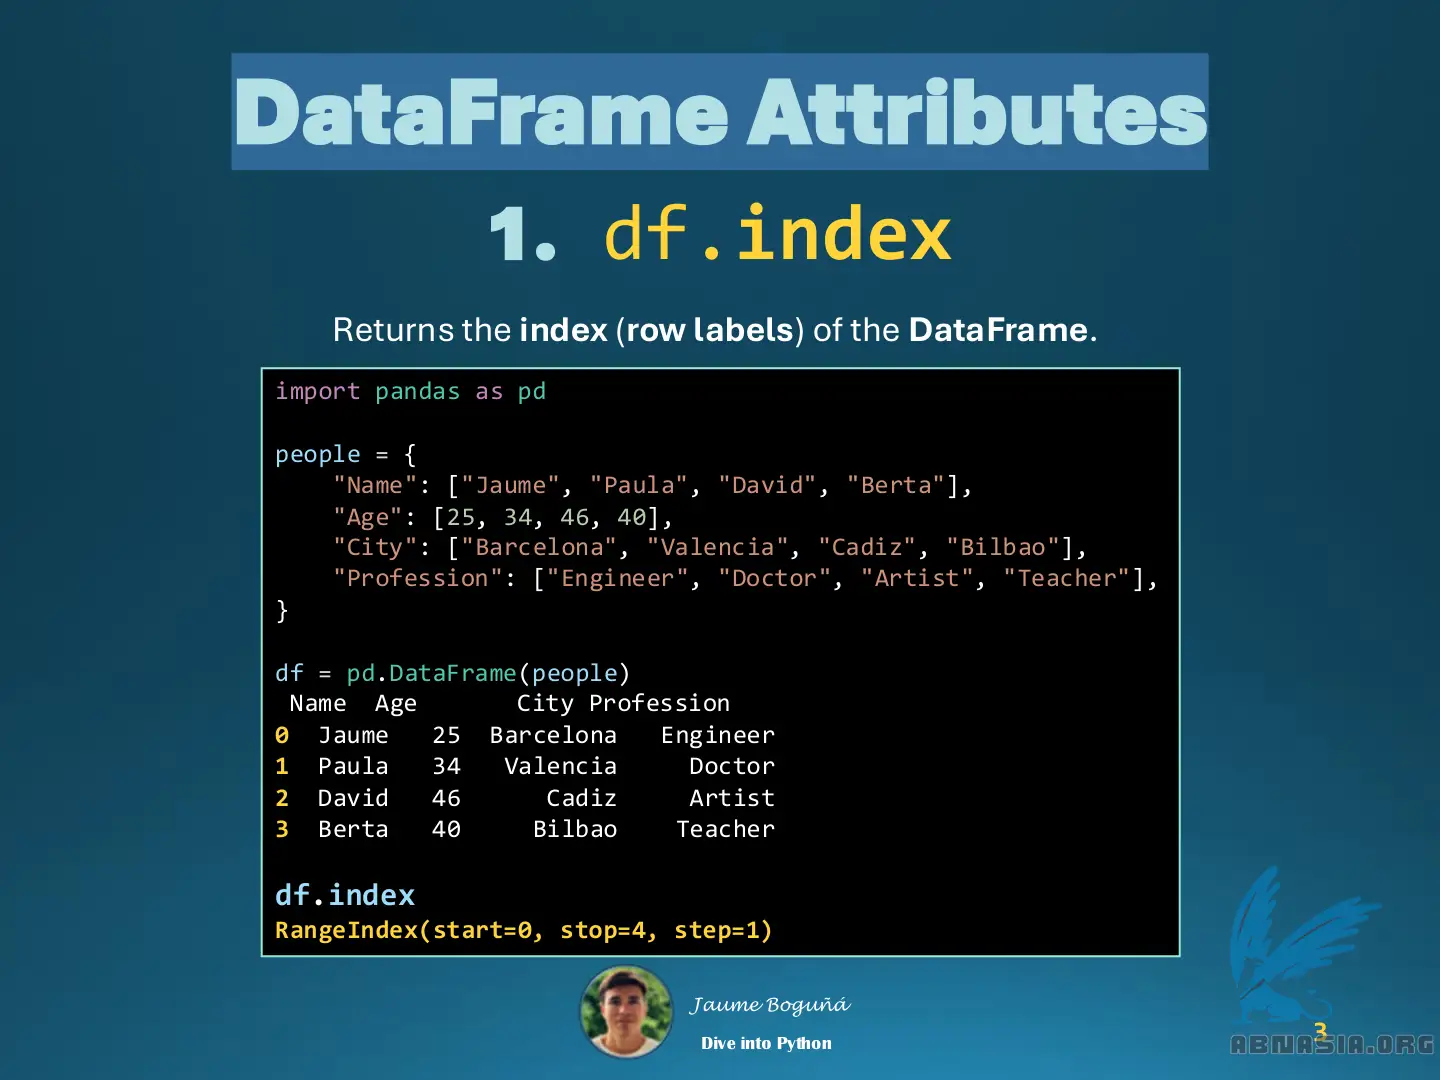 DataFrame Attributes
1. df.index
Returns the index (row labels) of the DataFrame.
import pandas as pd
people = {
    "Name": ["Jaume", "Paula", "David", "Berta"],
    "Age": [25, 34, 46, 40],
    "City": ["Barcelona", "Valencia", "Cadiz", "Bilbao"],
    "Profession": ["Engineer", "Doctor", "Artist", "Teacher"],
}
df = pd.DataFrame(people)
 Name  Age       City Profession
0  Jaume   25  Barcelona   Engineer
1  Paula   34   Valencia     Doctor
2  David   46      Cadiz     Artist
3  Berta   40     Bilbao    Teacher
df.index
RangeIndex(start=0, stop=4, step=1)
Jaume Boguñá
Dive into Python
3
ABNASIA.ORG